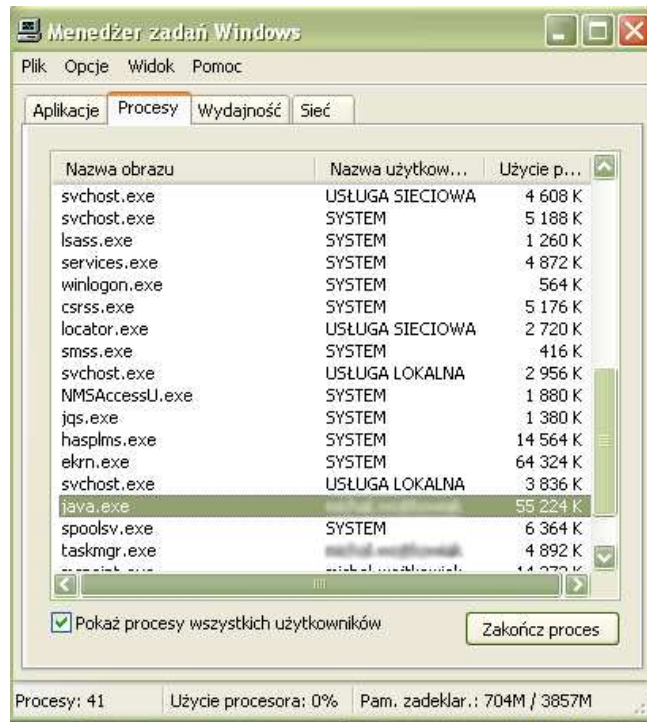 Menedżer zadań Windows
Plik Opcje Widok Pomoc
Aplikacje Procesy Wydajność Sieć
Nazwa obrazu Nazwa użytkow... Użycie p...
svchost.exe USŁUGA SIECIOWA 4 608 K
svchost.exe SYSTEM 5 188 K
lsass.exe SYSTEM 1 260 K
services.exe SYSTEM 4 872 K
winlogon.exe SYSTEM 564 K
csrss.exe SYSTEM 5 176 K
locator.exe USŁUGA SIECIOWA 2 720 K
smss.exe SYSTEM 416 K
svchost.exe USŁUGA LOKALNA 2 956 K
NMSAccessU.exe SYSTEM 1 880 K
jqs.exe SYSTEM 1 380 K
hasplms.exe SYSTEM 14 564 K
ekrn.exe SYSTEM 64 324 K
svchost.exe USŁUGA LOKALNA 3 836 K
java.exe 55 224 K
spoolsv.exe SYSTEM 6 364 K
taskmgr.exe 4 892 K
Pokaż procesy wszystkich użytkowników Zakończ proces
Procesy: 41 Użycie procesora: 0% Pam. zadeklar.: 704M / 3857M